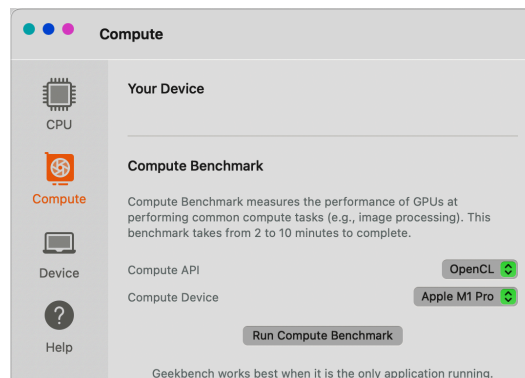 Compute
CPU
Compute
Device
Help
Your Device
Compute Benchmark
Compute Benchmark measures the performance of GPUs at
performing common compute tasks (e.g., image processing). This
benchmark takes from 2 to 10 minutes to complete.
Compute API
OpenCL
Compute Device
Apple M1 Pro
Run Compute Benchmark
Geekbench works best when it is the only application running.